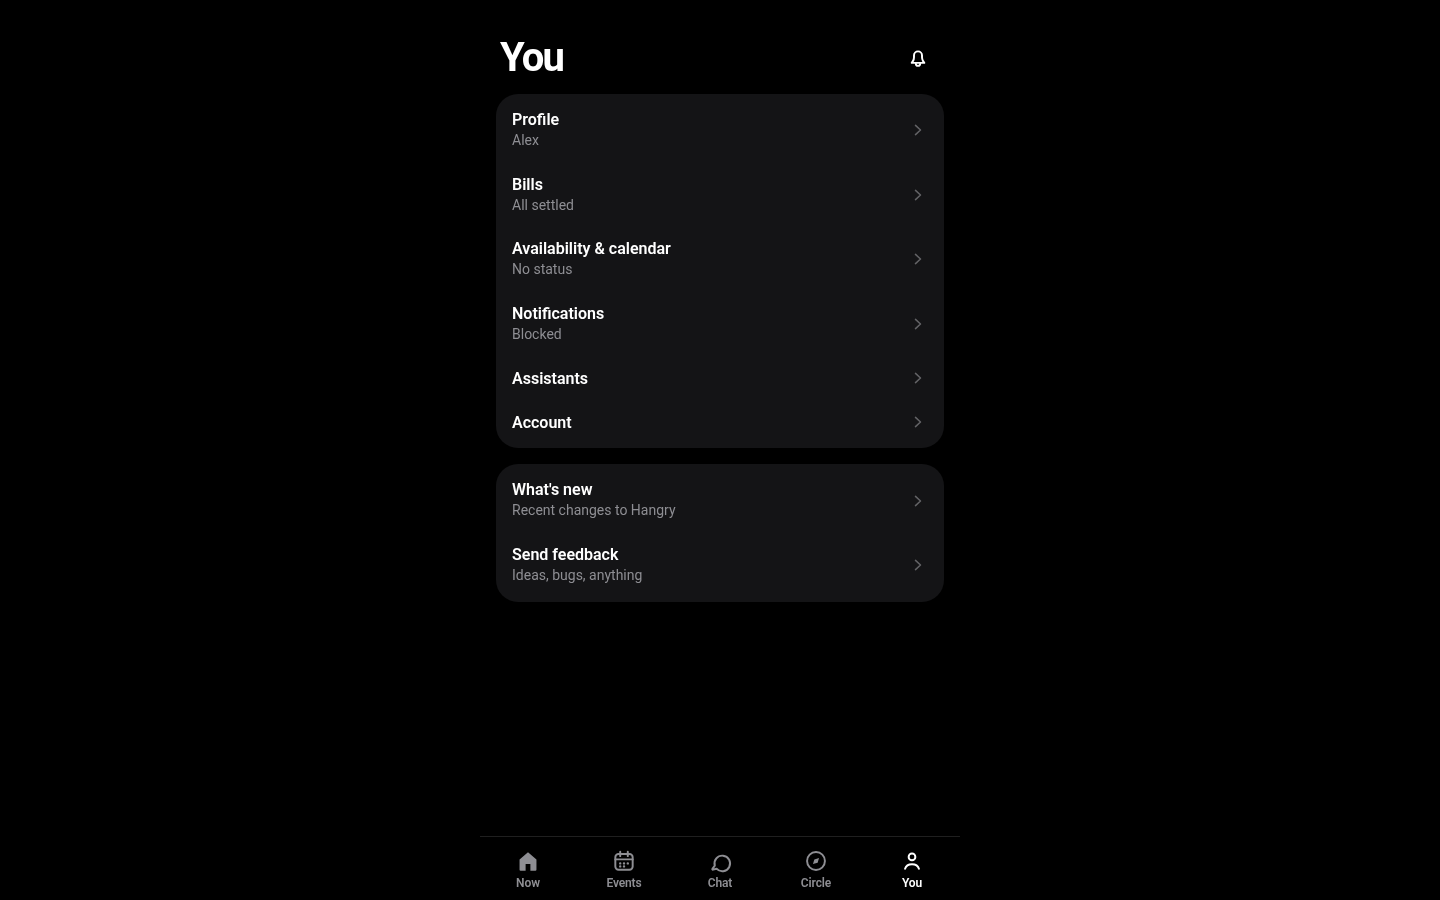 You
Profile
Alex
Bills
All settled
Availability & calendar
No status
Notifications
Blocked
Assistants
Account
What's new
Recent changes to Hangry
Send feedback
Ideas, bugs, anything
Now
Events
Chat
Circle
You